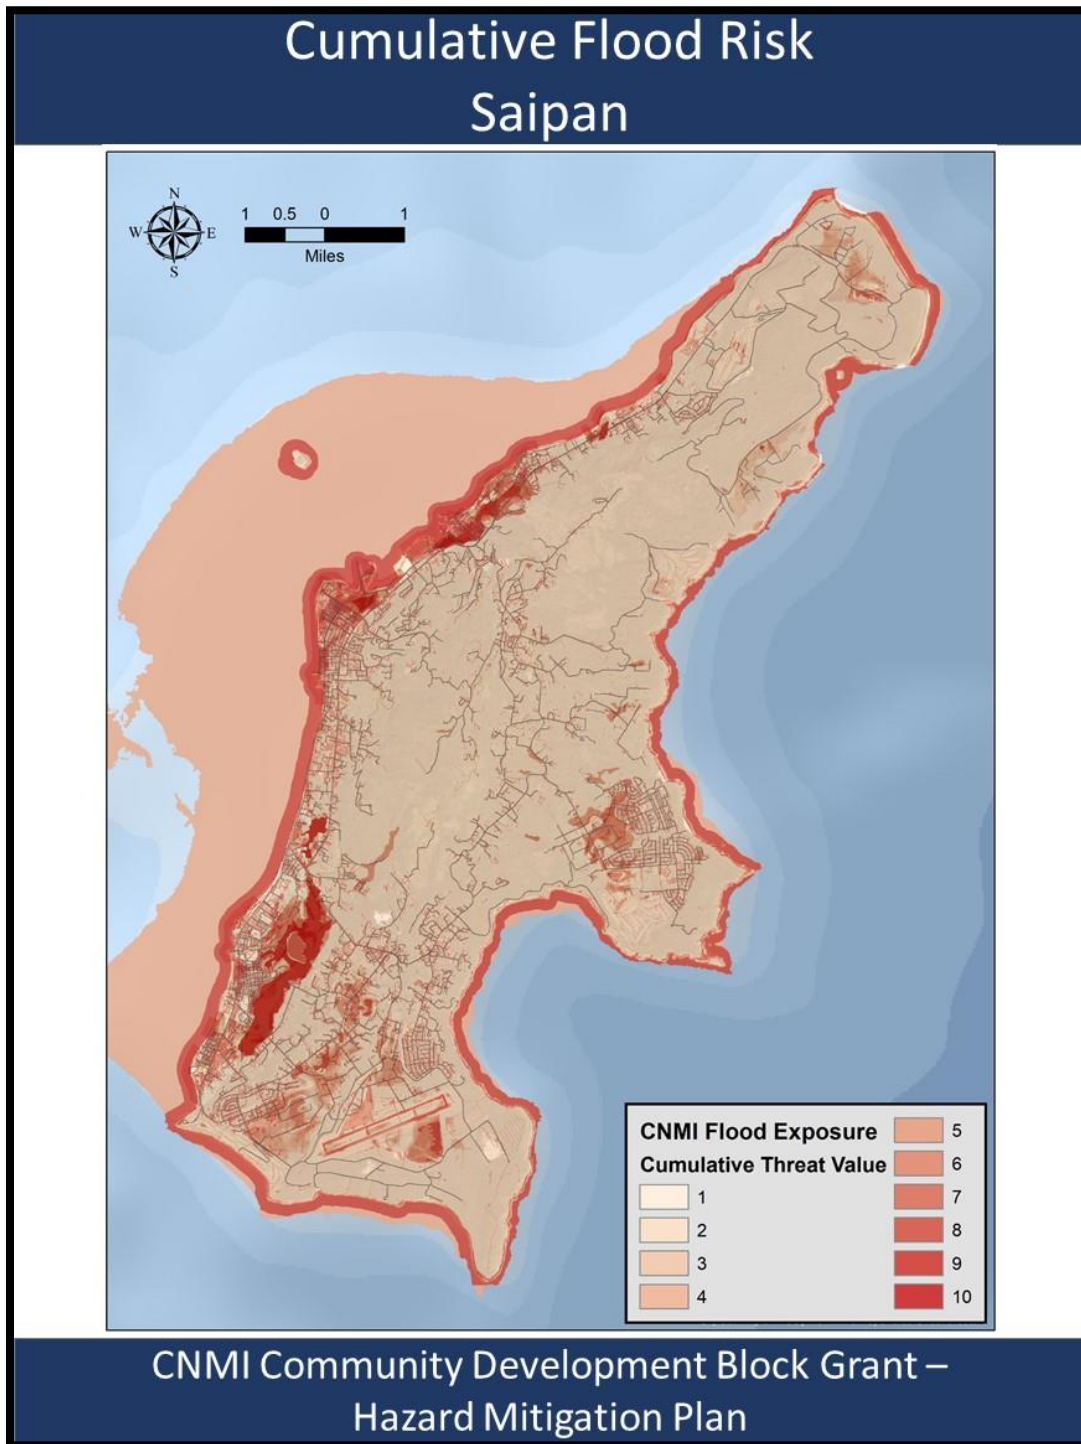 Cumulative Flood Risk
Saipan
N
W E
S
1 0.5 0 1
Miles
CNMI Flood Exposure
Cumulative Threat Value
1
2
3
4
5
6
7
8
9
10
CNMI Community Development Block Grant –
Hazard Mitigation Plan